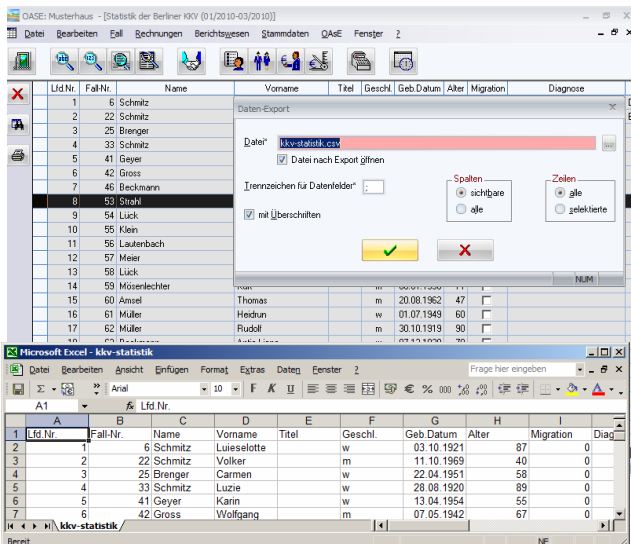 OASE: Musterhaus - [Statistik der Berliner KKV (01/2010-03/2010)]
Datei Bearbeiten Fall Rechnungen Berichtswesen Stammdaten QAsE Fenster ?
Lfd.Nr. Fall-Nr. Name Vorname Titel Geschl. Geb.Datum Alter Migration Diagnose
1 6 Schmitz
2 22 Schmitz
3 25 Brenger
4 33 Schmitz
5 41 Geyer
6 42 Gross
7 46 Beckmann
8 53 Strahl
9 54 Lück
10 55 Klein
11 56 Lautenbach
12 57 Meier
13 58 Lück
14 59 Mösenlechter
15 60 Amsel Thomas m 20.08.1962 47
16 61 Müller Heidrun w 01.07.1949 60
17 62 Müller Rudolf m 30.10.1919 90
Daten-Export
Datei* kkv-statistik.csv ...
Datei nach Export öffnen
Trennzeichen für Datenfelder* ;
mit Überschriften
Spalten
sichtbare
alle
Zeilen
alle
selektierte
NUM
Microsoft Excel - kkv-statistik
Datei Bearbeiten Ansicht Einfügen Format Extras Daten Fenster ? Frage hier eingeben
Σ Arial 10 F K U € % 000
A1 fx Lfd.Nr.
A B C D E F G H I
1 Lfd.Nr. Fall-Nr. Name Vorname Titel Geschl. Geb.Datum Alter Migration Diag
2 1 6 Schmitz Luieselotte w 03.10.1921 87 0
3 2 22 Schmitz Volker m 11.10.1969 40 0
4 3 25 Brenger Carmen w 22.04.1951 58 0
5 4 33 Schmitz Luzie w 28.08.1920 89 0
6 5 41 Geyer Karin w 13.04.1954 55 0
7 6 42 Gross Wolfgang m 07.05.1942 67 0
kkv-statistik
Bereit NF